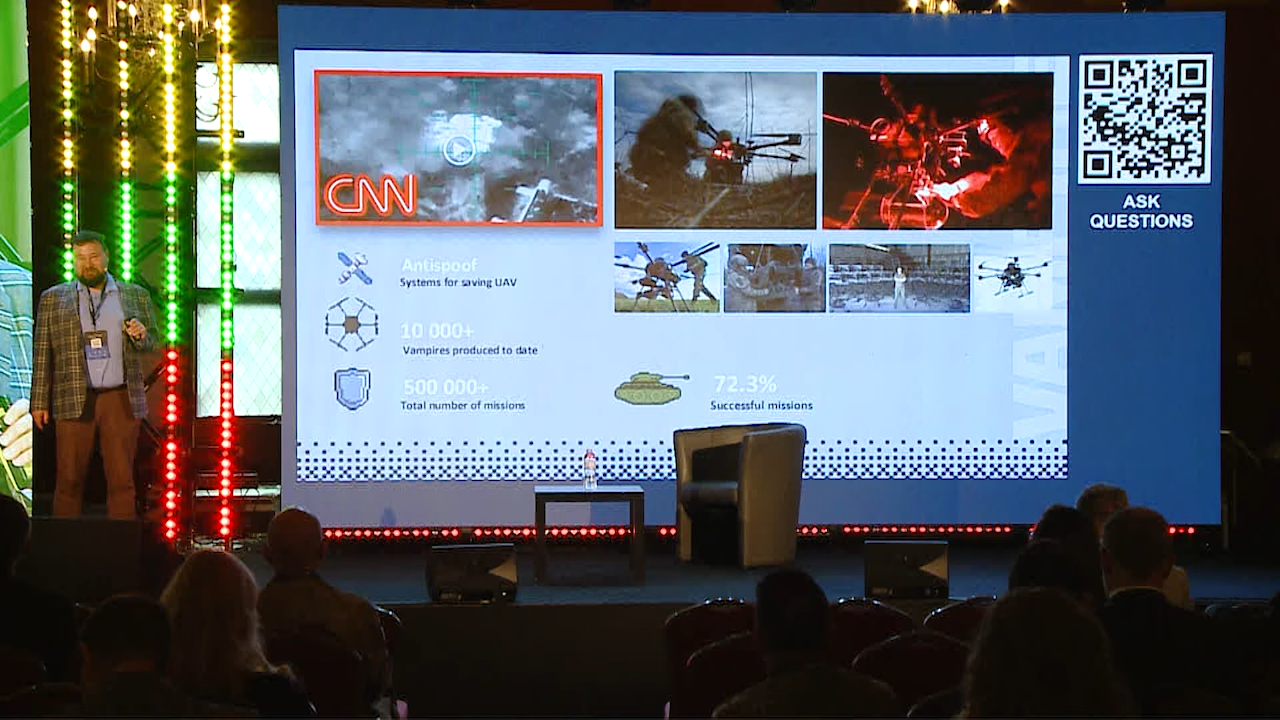 CNN
ASK
QUESTIONS
Antispoof
Systems for saving UAV
10 000+
Vampires produced to date
500 000+
Total number of missions
72.3%
Successful missions